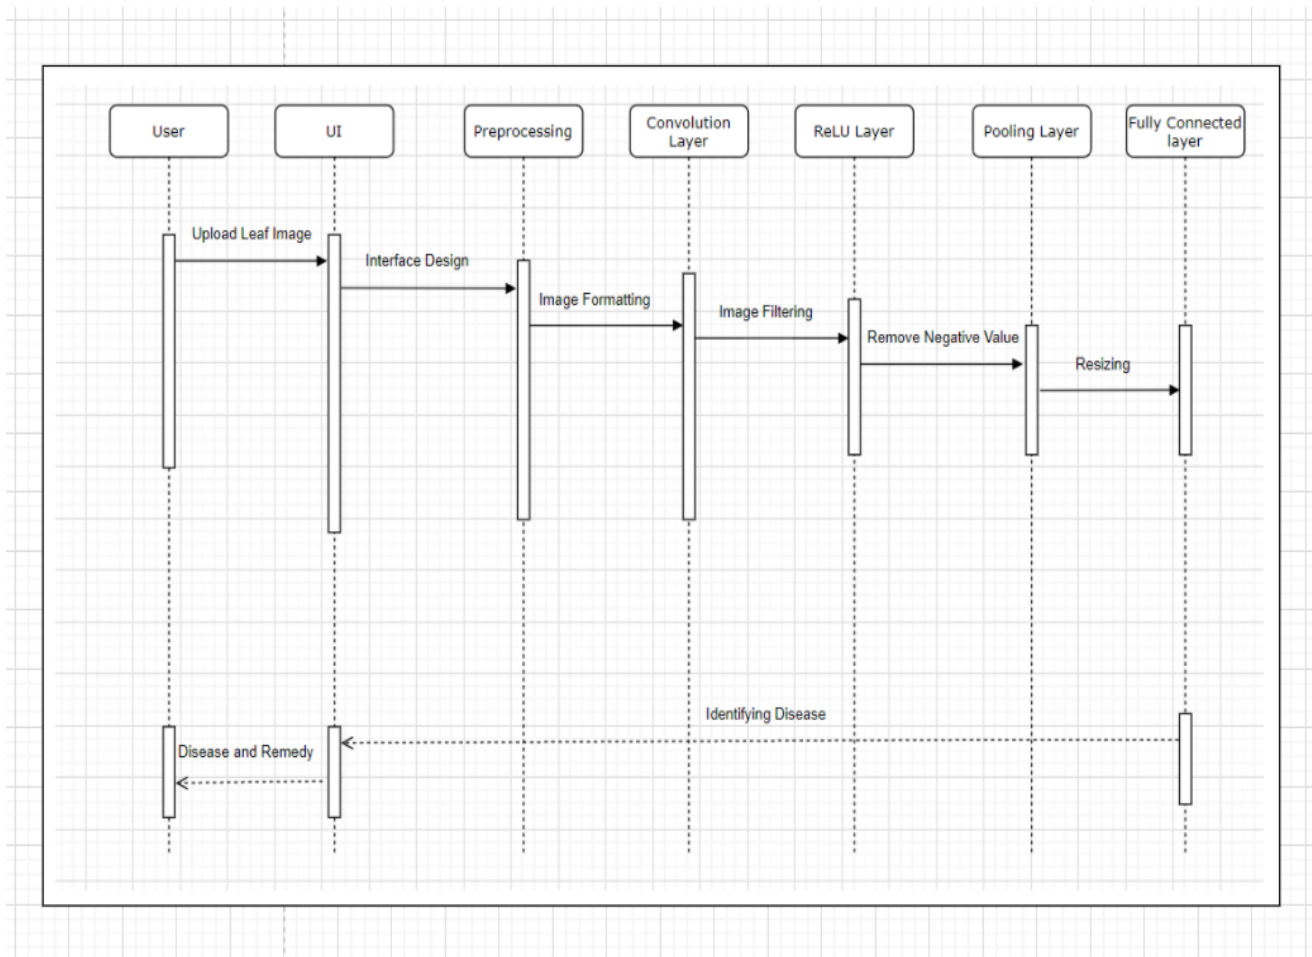 User
UI
Preprocessing
Convolution
Layer
ReLU Layer
Pooling Layer
Fully Connected
layer
Upload Leaf Image
Interface Design
Image Formatting
Image Filtering
Remove Negative Value
Resizing
Identifying Disease
Disease and Remedy